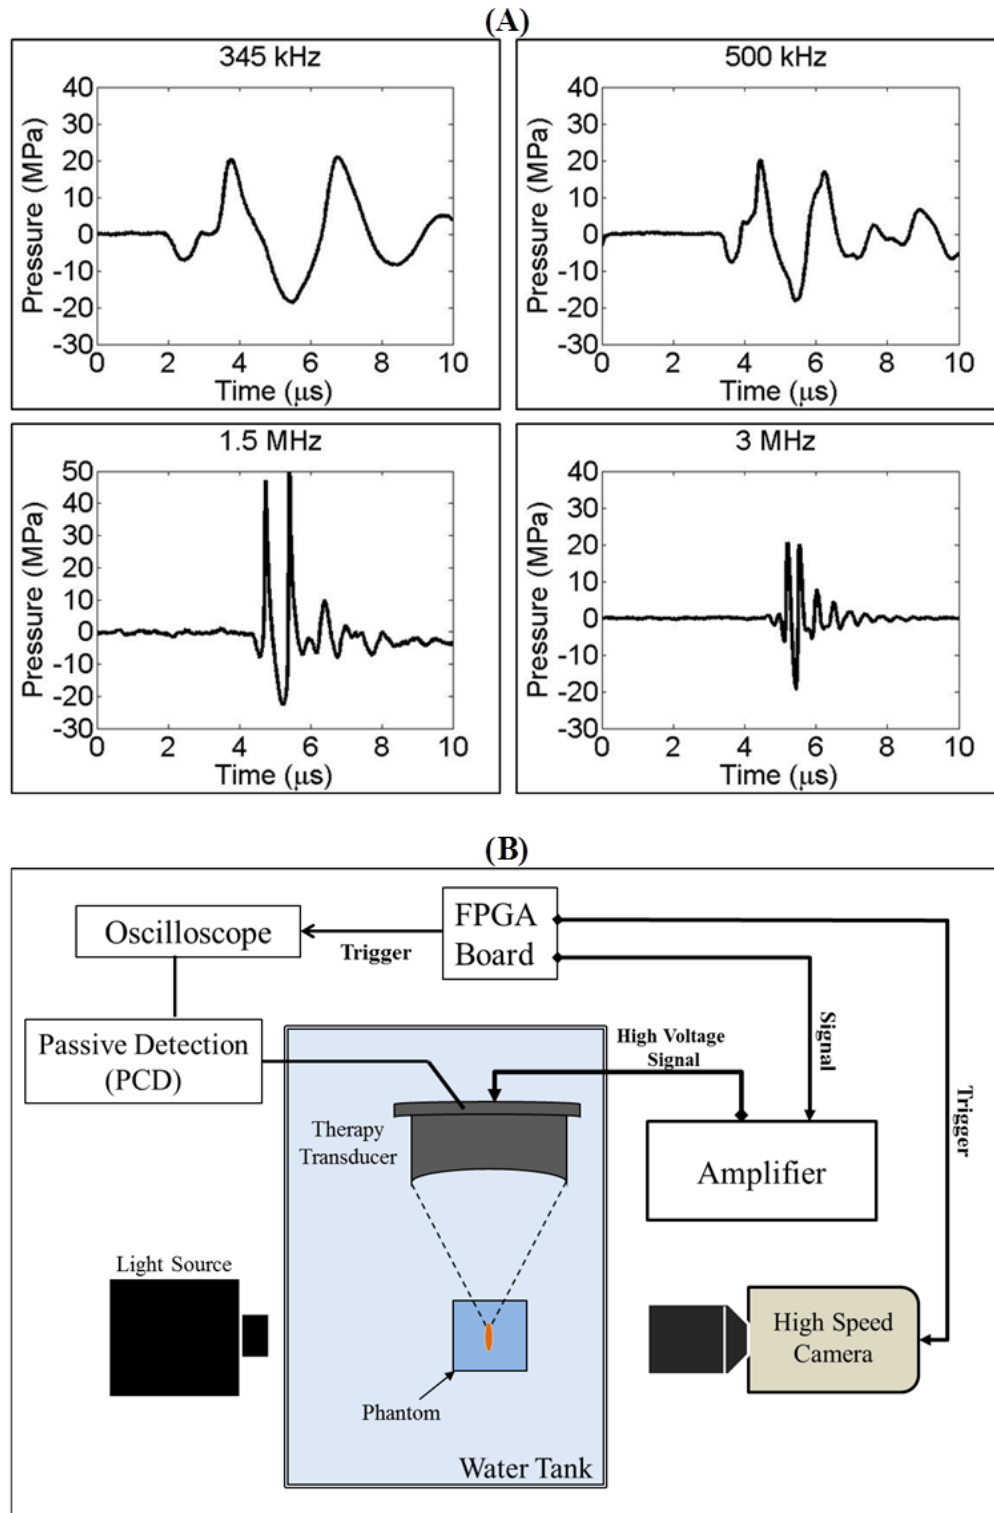 (A)
345 kHz
40
30
20
10
0
-10
-20
-30
Pressure (MPa)
0 2 4 6 8 10
Time (μs)
500 kHz
40
30
20
10
0
-10
-20
-30
Pressure (MPa)
0 2 4 6 8 10
Time (μs)
1.5 MHz
50
40
30
20
10
0
-10
-20
-30
Pressure (MPa)
0 2 4 6 8 10
Time (μs)
3 MHz
40
30
20
10
0
-10
-20
-30
Pressure (MPa)
0 2 4 6 8 10
Time (μs)
(B)
Oscilloscope
Trigger
FPGA
Board
Passive Detection
(PCD)
High Voltage
Signal
Signal
Trigger
Therapy
Transducer
Amplifier
Light Source
High Speed
Camera
Phantom
Water Tank